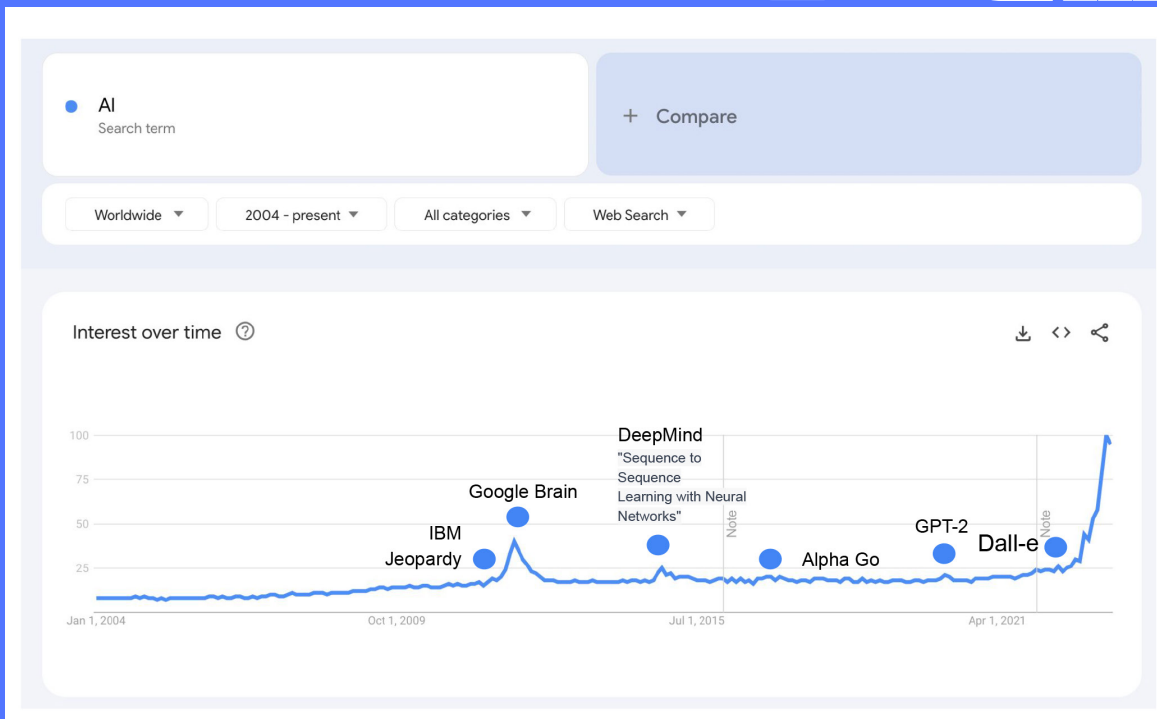 AI
Search term
+ Compare
Worldwide
2004 - present
All categories
Web Search
Interest over time
100
75
50
25
IBM
Jeopardy
Google Brain
DeepMind
"Sequence to
Sequence
Learning with Neural
Networks"
Note
Alpha Go
GPT-2
Dall-e
Note
Jan 1, 2004
Oct 1, 2009
Jul 1, 2015
Apr 1, 2021